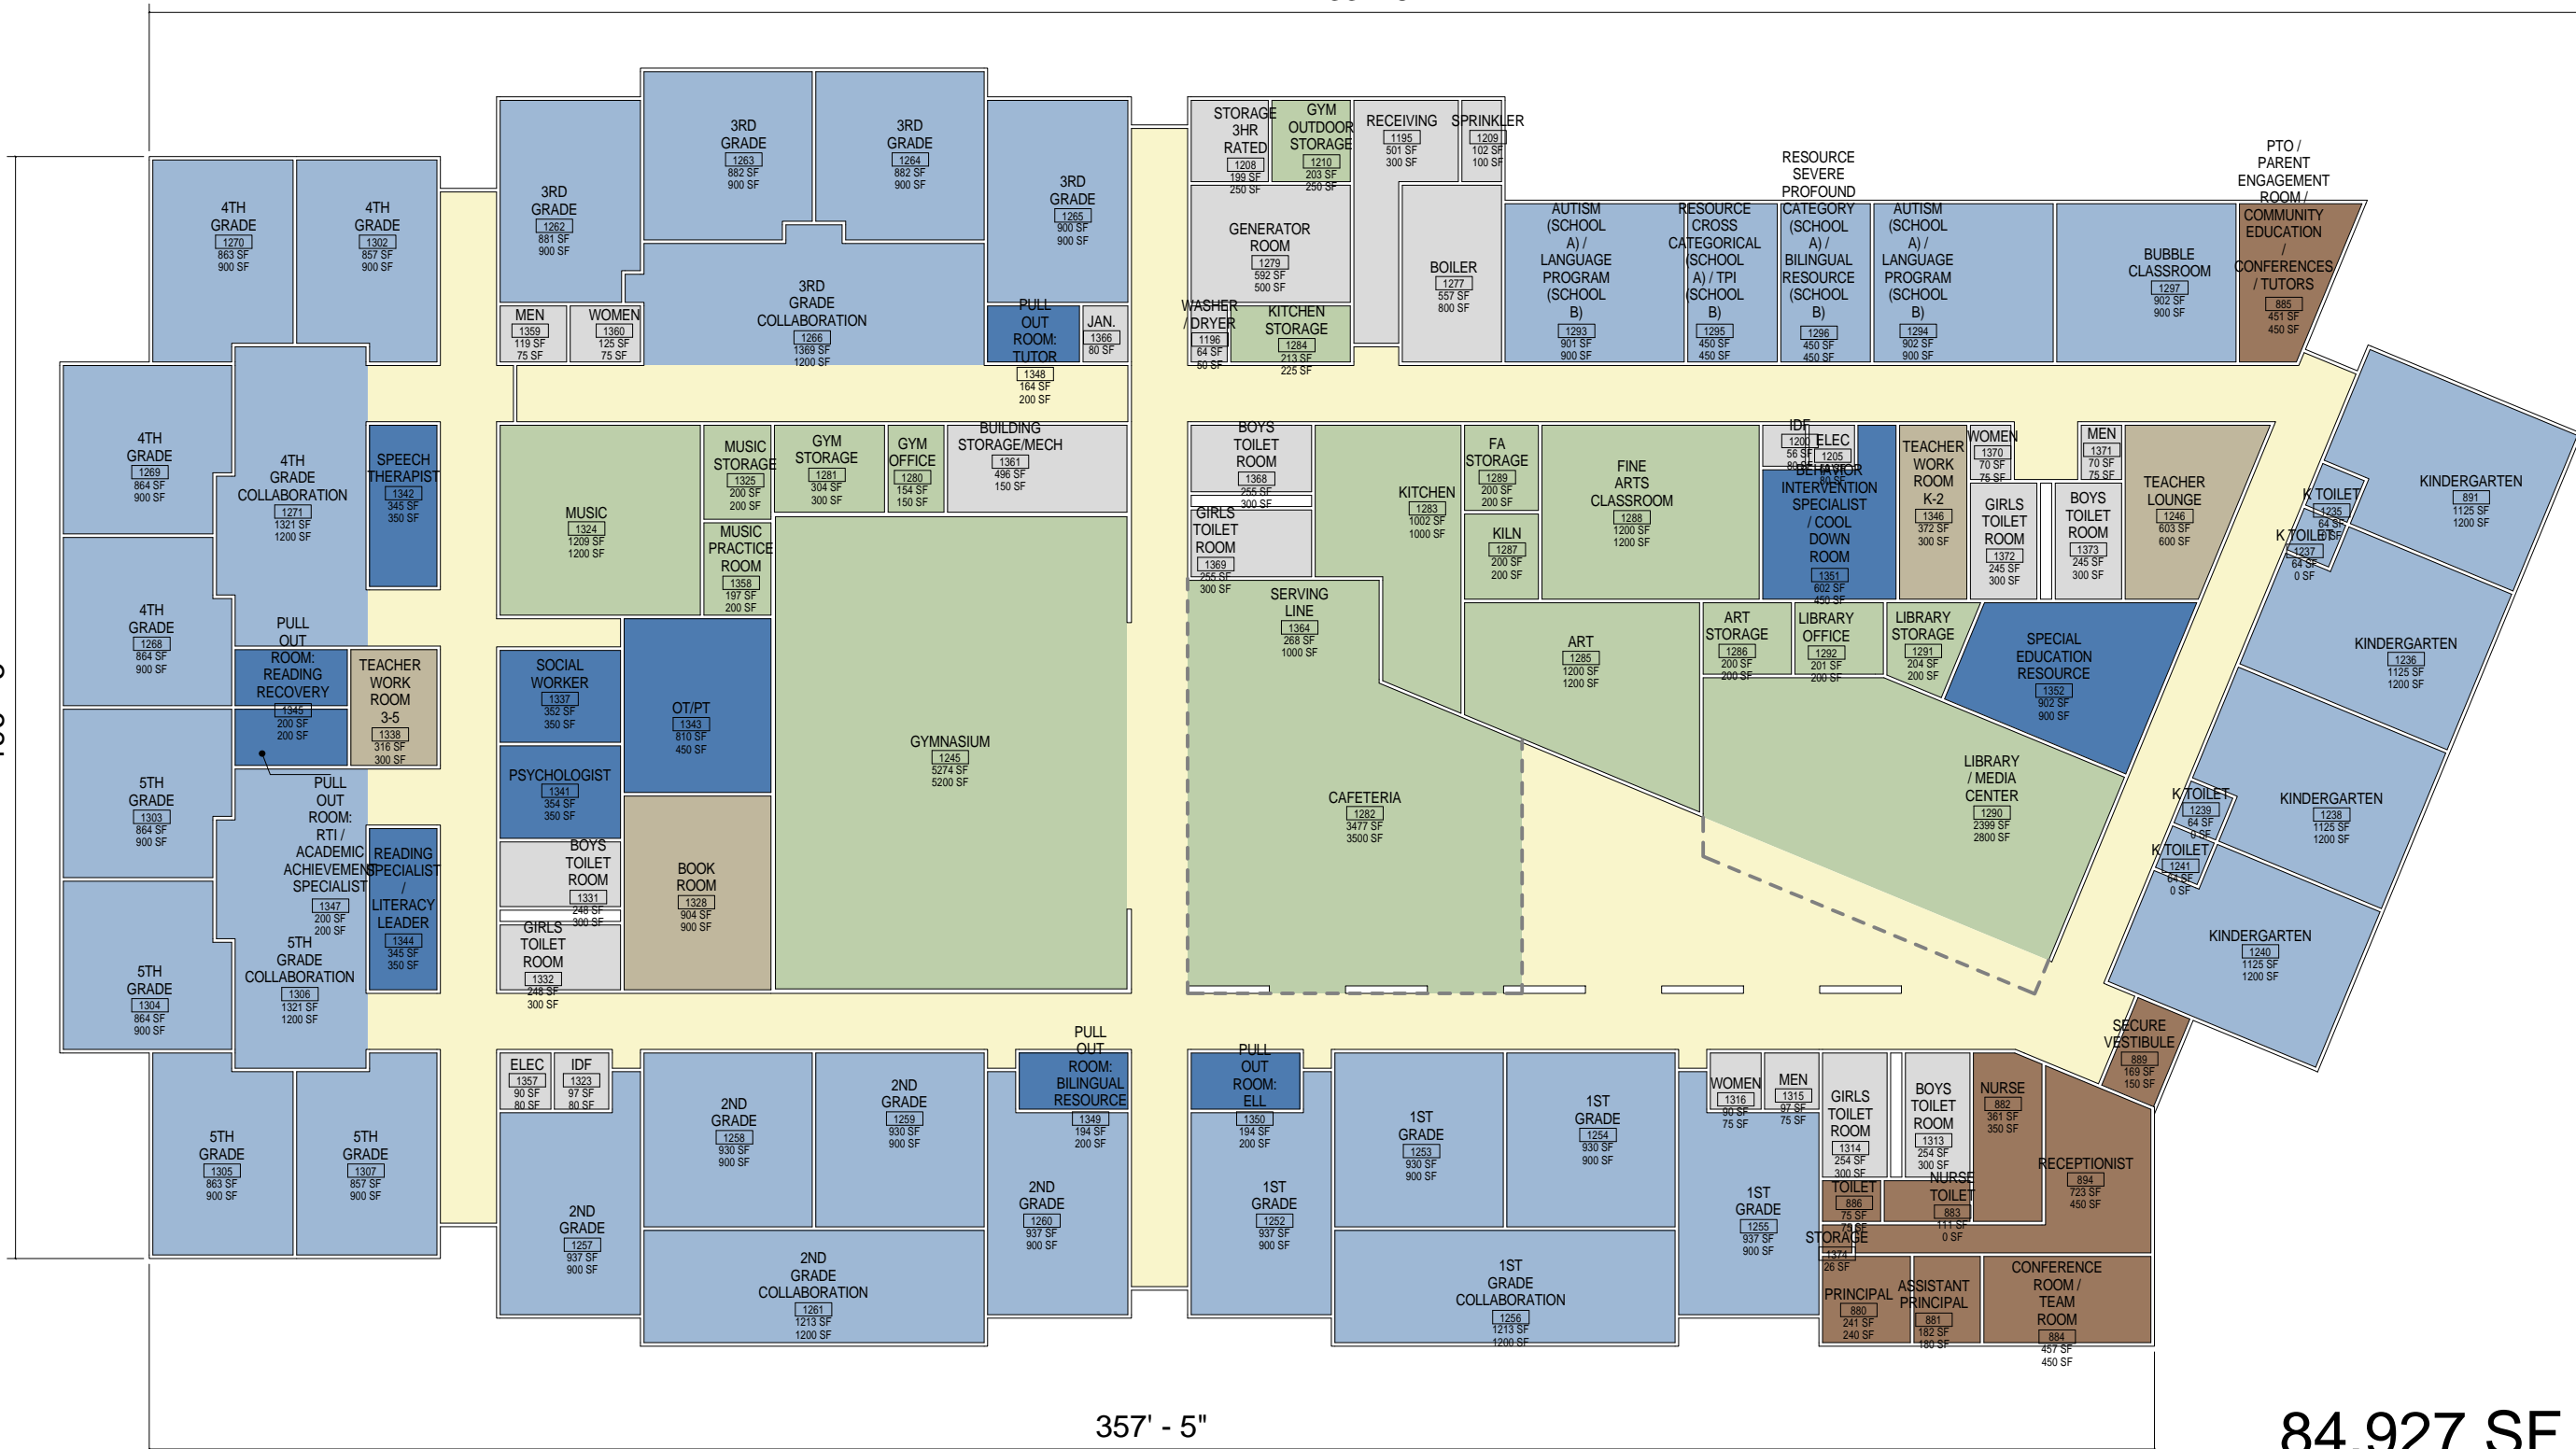 3RD
GRADE
1263
882 SF
900 SF
3RD
GRADE
1264
882 SF
900 SF
3RD
GRADE
1262
881 SF
900 SF
3RD
GRADE
1265
900 SF
900 SF
4TH
GRADE
1270
863 SF
900 SF
4TH
GRADE
1302
857 SF
900 SF
3RD
GRADE
COLLABORATION
1266
1369 SF
1200 SF
MEN
1359
119 SF
75 SF
WOMEN
1360
125 SF
75 SF
PULL
OUT
ROOM:
TUTOR
1348
164 SF
200 SF
JAN.
1366
80 SF
STORAGE
3HR
RATED
1208
199 SF
250 SF
GYM
OUTDOOR
STORAGE
1210
203 SF
250 SF
RECEIVING
1195
501 SF
300 SF
SPRINKLER
1209
102 SF
100 SF
GENERATOR
ROOM
1279
592 SF
500 SF
BOILER
1277
557 SF
800 SF
WASHER
/ DRYER
1196
64 SF
50 SF
KITCHEN
STORAGE
1284
213 SF
225 SF
AUTISM
(SCHOOL
A) /
LANGUAGE
PROGRAM
(SCHOOL
B)
1293
901 SF
900 SF
RESOURCE
CROSS
CATEGORICAL
(SCHOOL
A) / TPI
(SCHOOL
B)
1295
450 SF
450 SF
RESOURCE
SEVERE
PROFOUND
CATEGORY
(SCHOOL
A) /
BILINGUAL
RESOURCE
(SCHOOL
B)
1296
450 SF
450 SF
AUTISM
(SCHOOL
A) /
LANGUAGE
PROGRAM
(SCHOOL
B)
1294
902 SF
900 SF
BUBBLE
CLASSROOM
1297
902 SF
900 SF
PTO /
PARENT
ENGAGEMENT
ROOM /
COMMUNITY
EDUCATION
/
CONFERENCES
/ TUTORS
885
451 SF
450 SF
4TH
GRADE
1269
864 SF
900 SF
4TH
GRADE
COLLABORATION
1271
1321 SF
1200 SF
SPEECH
THERAPIST
1342
345 SF
350 SF
MUSIC
1324
1209 SF
1200 SF
MUSIC
STORAGE
1325
200 SF
200 SF
GYM
STORAGE
1281
304 SF
300 SF
GYM
OFFICE
1280
154 SF
150 SF
BUILDING
STORAGE/MECH
1361
496 SF
150 SF
MUSIC
PRACTICE
ROOM
1358
197 SF
200 SF
BOYS
TOILET
ROOM
1368
255 SF
300 SF
GIRLS
TOILET
ROOM
1369
255 SF
300 SF
KITCHEN
1283
1002 SF
1000 SF
FA
STORAGE
1289
200 SF
200 SF
KILN
1287
200 SF
200 SF
FINE
ARTS
CLASSROOM
1288
1200 SF
1200 SF
IDF
1200
56 SF
80 SF
ELEC
1205
80 SF
BEHAVIOR
INTERVENTION
SPECIALIST
/ COOL
DOWN
ROOM
1351
602 SF
450 SF
TEACHER
WORK
ROOM
K-2
1346
372 SF
300 SF
WOMEN
1370
70 SF
75 SF
MEN
1371
70 SF
75 SF
GIRLS
TOILET
ROOM
1372
245 SF
300 SF
BOYS
TOILET
ROOM
1373
245 SF
300 SF
TEACHER
LOUNGE
1246
603 SF
600 SF
K TOILET
1235
64 SF
0 SF
K TOILET
1237
64 SF
0 SF
KINDERGARTEN
891
1125 SF
1200 SF
4TH
GRADE
1268
864 SF
900 SF
PULL
OUT
ROOM:
READING
RECOVERY
1345
200 SF
200 SF
TEACHER
WORK
ROOM
3-5
1338
316 SF
300 SF
SOCIAL
WORKER
1337
352 SF
350 SF
OT/PT
1343
810 SF
450 SF
PSYCHOLOGIST
1341
354 SF
350 SF
GYMNASIUM
1245
5274 SF
5200 SF
SERVING
LINE
1364
268 SF
1000 SF
ART
1285
1200 SF
1200 SF
ART
STORAGE
1286
200 SF
200 SF
LIBRARY
OFFICE
1292
201 SF
200 SF
LIBRARY
STORAGE
1291
204 SF
200 SF
SPECIAL
EDUCATION
RESOURCE
1352
902 SF
900 SF
KINDERGARTEN
1236
1125 SF
1200 SF
5TH
GRADE
1303
864 SF
900 SF
PULL
OUT
ROOM:
RTI /
ACADEMIC
ACHIEVEMENT
SPECIALIST
1347
200 SF
200 SF
READING
SPECIALIST
/
LITERACY
LEADER
1344
345 SF
350 SF
BOYS
TOILET
ROOM
1331
248 SF
300 SF
GIRLS
TOILET
ROOM
1332
248 SF
300 SF
BOOK
ROOM
1328
904 SF
900 SF
CAFETERIA
1282
3477 SF
3500 SF
LIBRARY
/ MEDIA
CENTER
1290
2399 SF
2800 SF
K TOILET
1239
64 SF
0 SF
K TOILET
1241
64 SF
0 SF
KINDERGARTEN
1238
1125 SF
1200 SF
KINDERGARTEN
1240
1125 SF
1200 SF
5TH
GRADE
1304
864 SF
900 SF
5TH
GRADE
COLLABORATION
1306
1321 SF
1200 SF
SECURE
VESTIBULE
889
169 SF
150 SF
5TH
GRADE
1305
863 SF
900 SF
5TH
GRADE
1307
857 SF
900 SF
ELEC
1357
90 SF
80 SF
IDF
1323
97 SF
80 SF
2ND
GRADE
1257
937 SF
900 SF
2ND
GRADE
1258
930 SF
900 SF
2ND
GRADE
1259
930 SF
900 SF
PULL
OUT
ROOM:
BILINGUAL
RESOURCE
1349
194 SF
200 SF
2ND
GRADE
1260
937 SF
900 SF
2ND
GRADE
COLLABORATION
1261
1213 SF
1200 SF
PULL
OUT
ROOM:
ELL
1350
194 SF
200 SF
1ST
GRADE
1252
937 SF
900 SF
1ST
GRADE
1253
930 SF
900 SF
1ST
GRADE
1254
930 SF
900 SF
1ST
GRADE
COLLABORATION
1256
1213 SF
1200 SF
1ST
GRADE
1255
937 SF
900 SF
WOMEN
1316
90 SF
75 SF
MEN
1315
97 SF
75 SF
GIRLS
TOILET
ROOM
1314
254 SF
300 SF
BOYS
TOILET
ROOM
1313
254 SF
300 SF
NURSE
882
361 SF
350 SF
RECEPTIONIST
894
723 SF
450 SF
TOILET
886
75 SF
75 SF
NURSE
TOILET
883
111 SF
0 SF
STORAGE
1374
26 SF
PRINCIPAL
880
241 SF
240 SF
ASSISTANT
PRINCIPAL
881
182 SF
180 SF
CONFERENCE
ROOM /
TEAM
ROOM
884
457 SF
450 SF
357' - 5"
84,927 SF